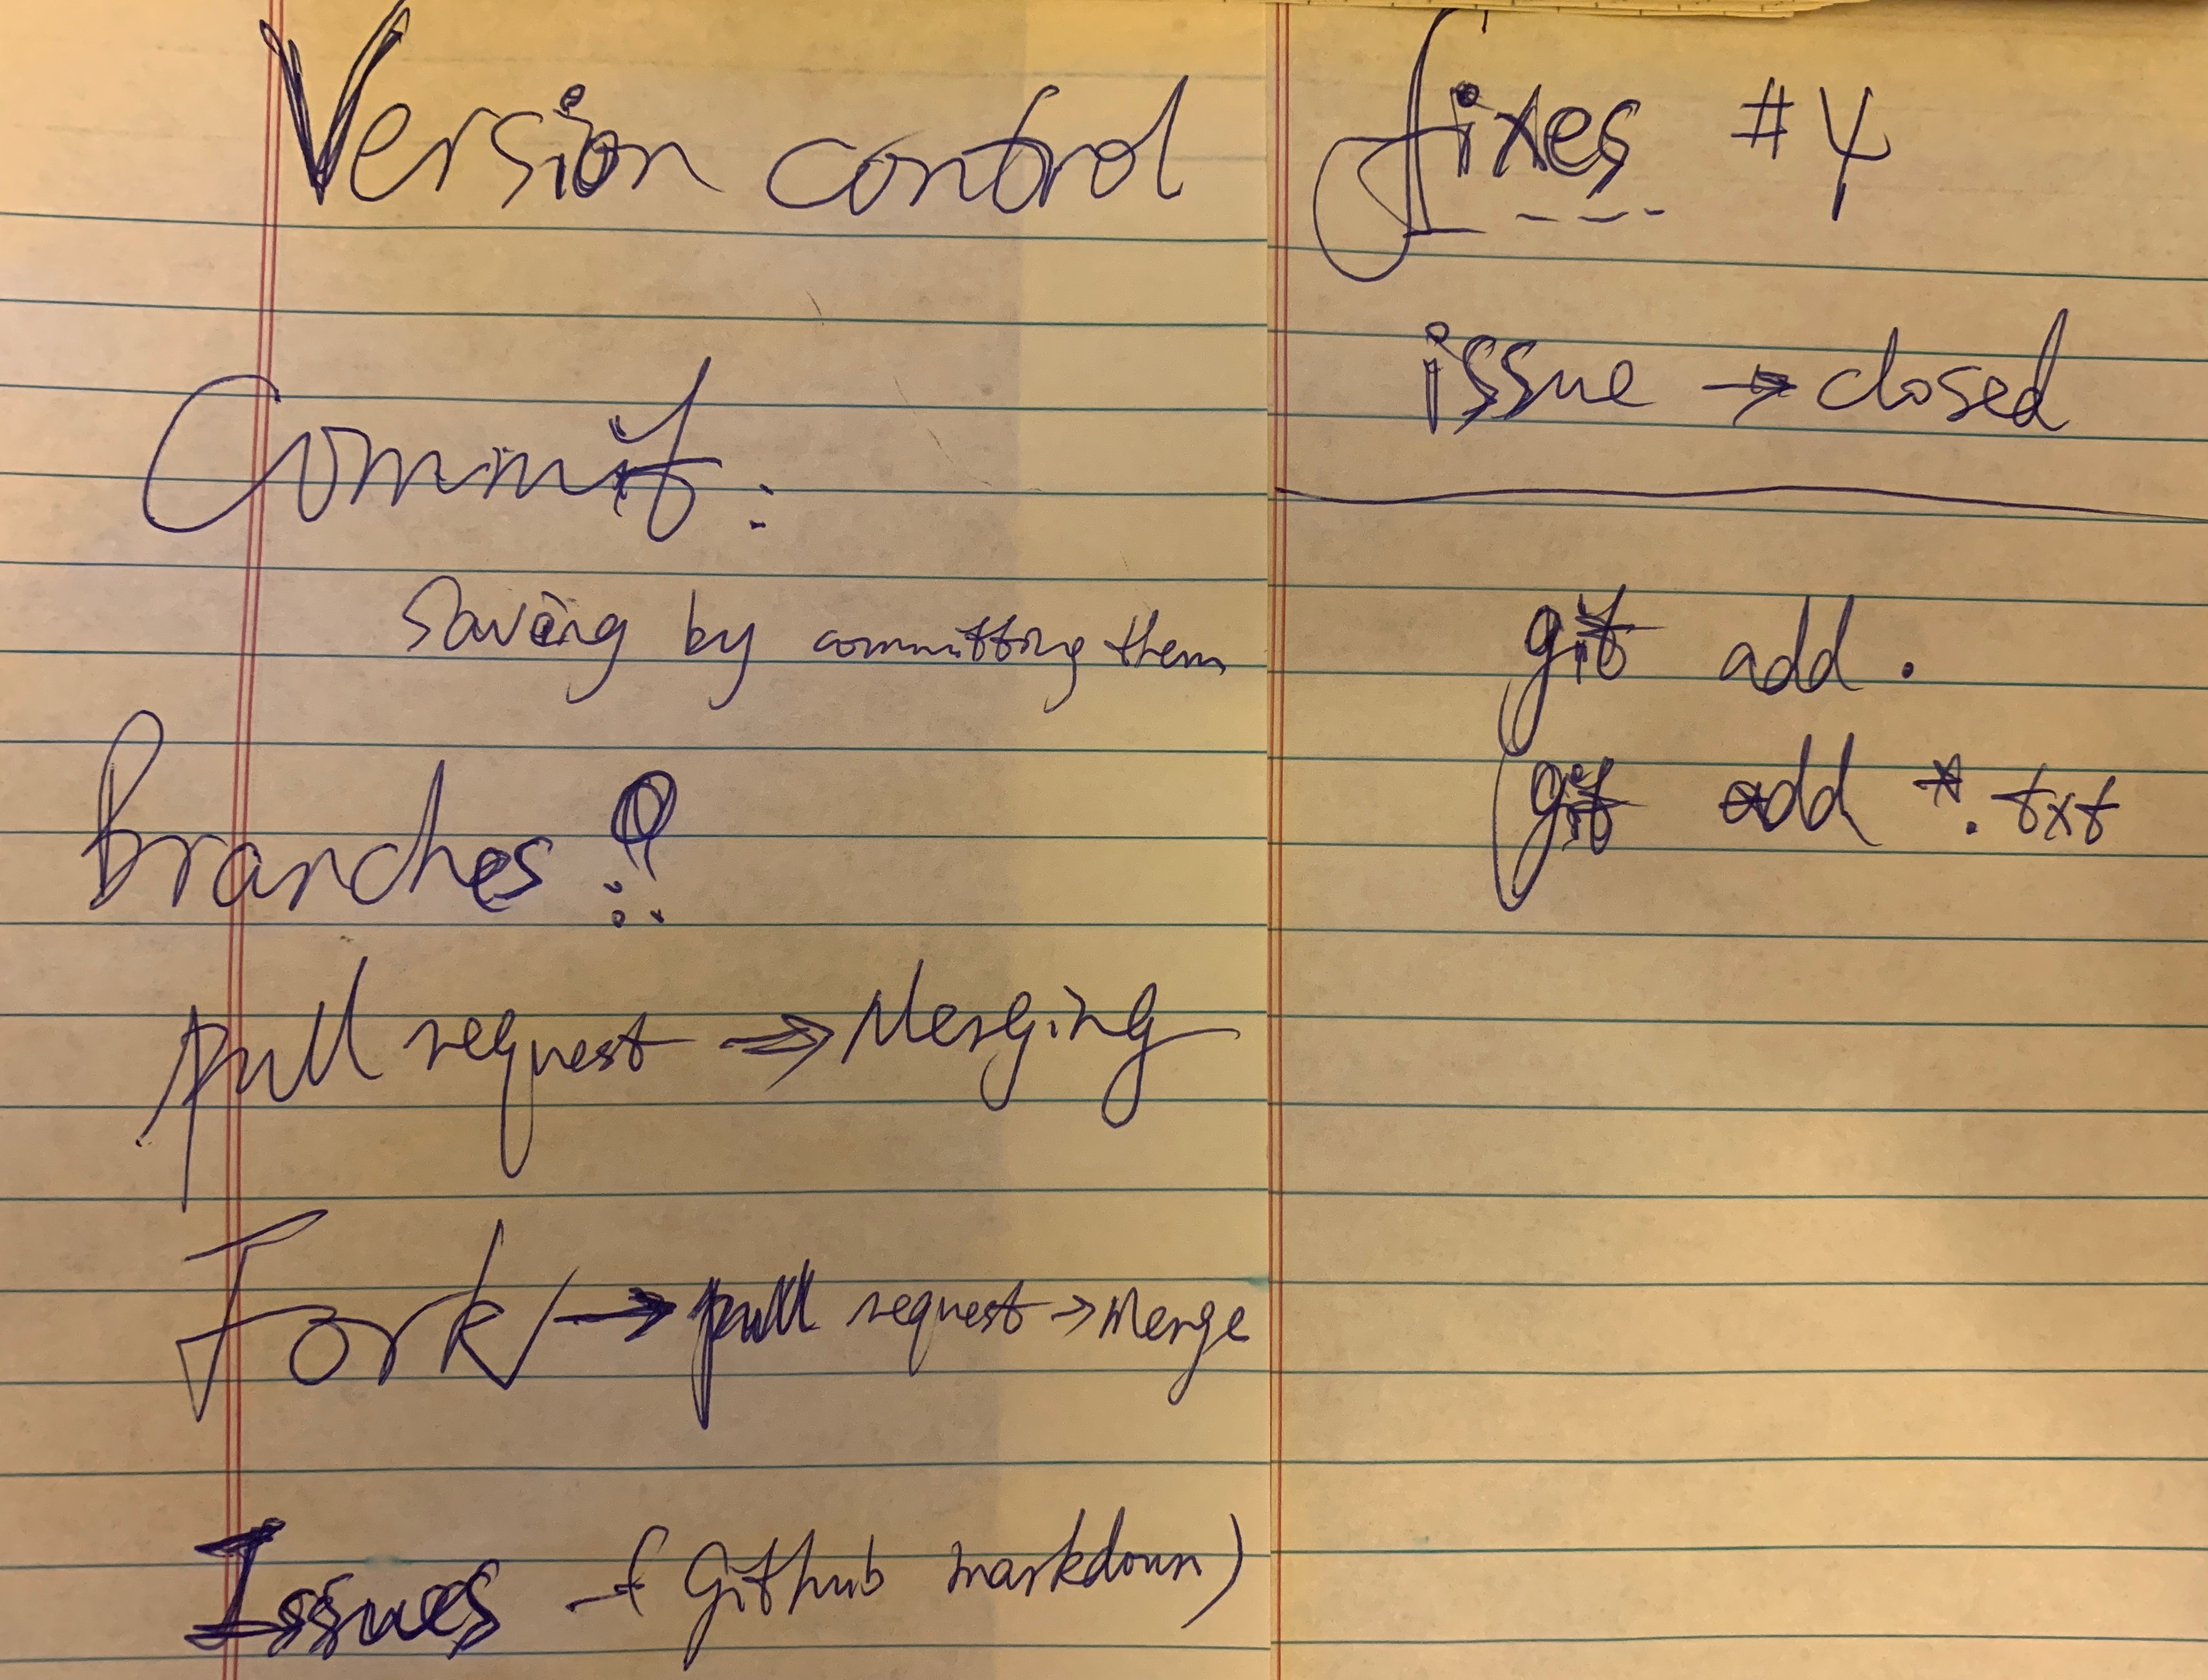 Version control
Commit:
Saving by committing them
Branches:
pull request → Merging
Fork → pull request → Merge
Issues - (Github markdown)
fixes #4
issue → closed
git add .
git add *.txt